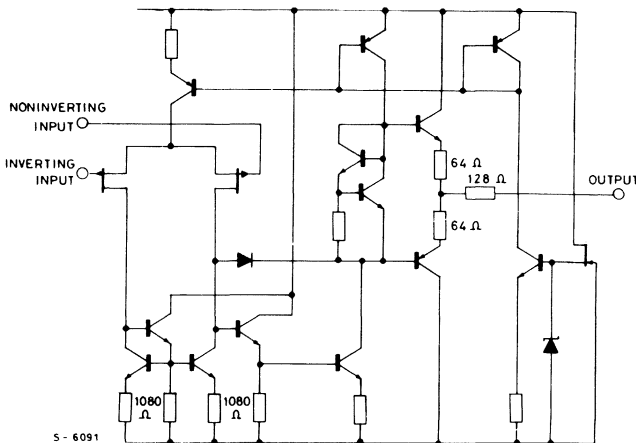 NONINVERTING
INPUT
INVERTING
INPUT
64 Ω
128 Ω
OUTPUT
64 Ω
1080
Ω
1080
Ω
S - 6091